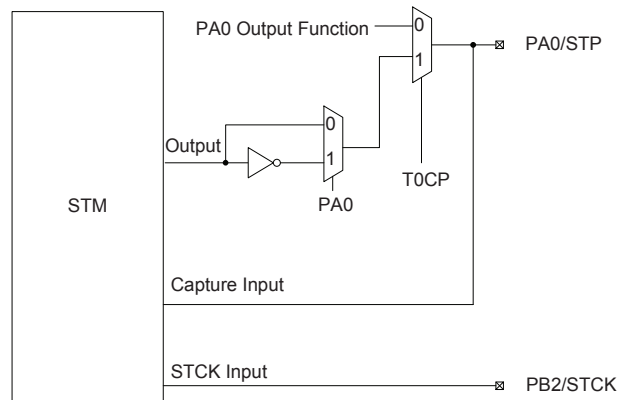 PA0 Output Function
0
PA0/STP
1
0
Output
1
T0CP
PA0
STM
Capture Input
STCK Input
PB2/STCK